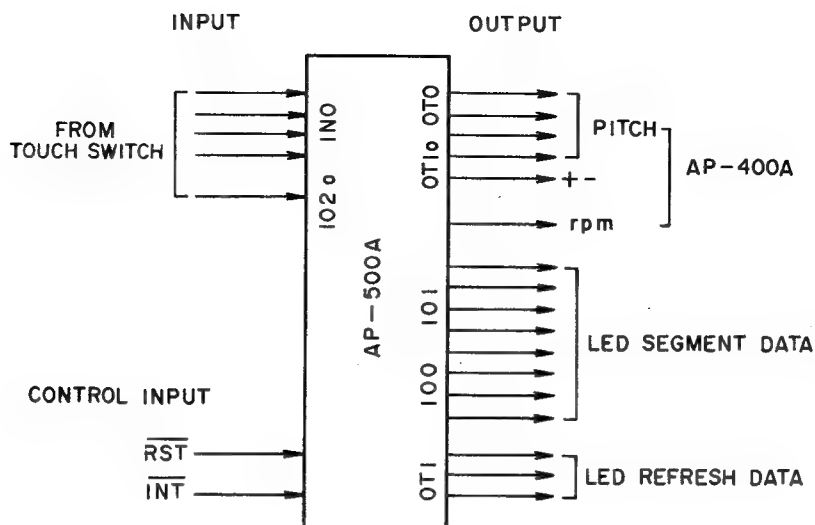 INPUT
OUTPUT
FROM
TOUCH SWITCH
IN0
IO2o
AP-500A
OT0
OT1o
PITCH
+-
rpm
AP-400A
IO1
IO0
LED SEGMENT DATA
CONTROL INPUT
RST
INT
OT1
LED REFRESH DATA